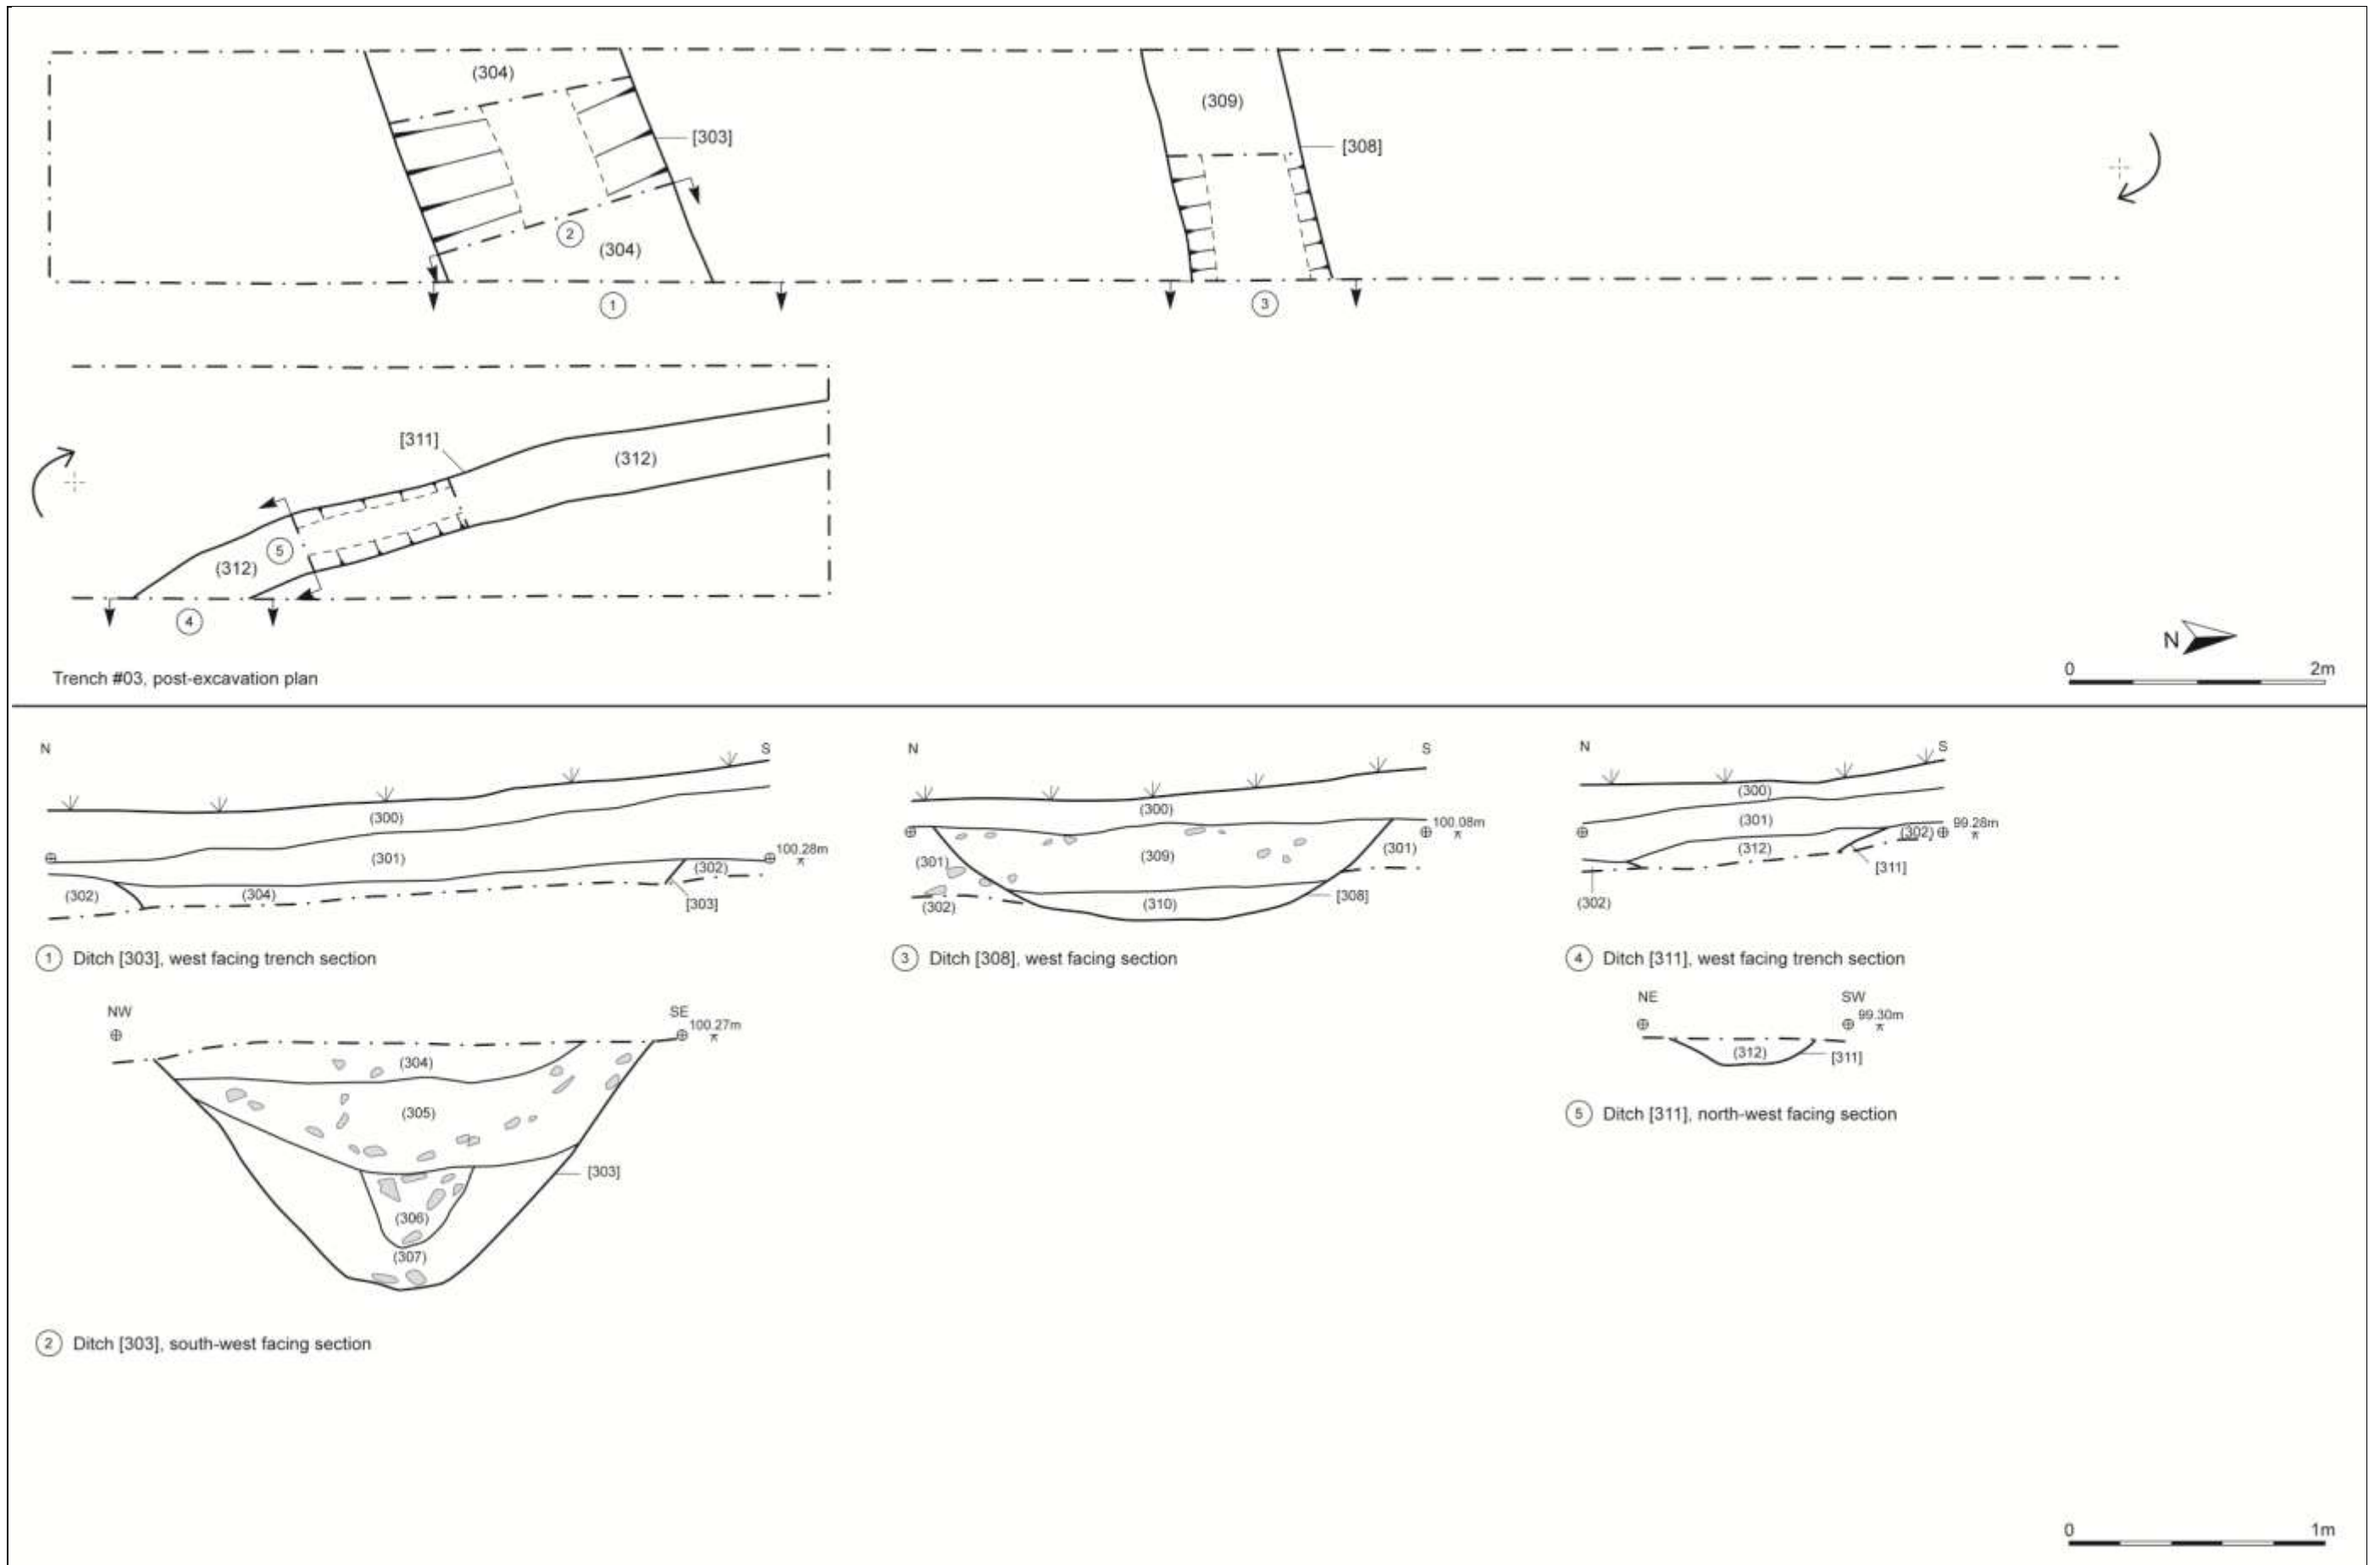 (304)
[303]
(309)
[308]
2
(304)
1
3
[311]
(312)
5
(312)
4
N
0 2m
Trench #03, post-excavation plan
N S
(300)
(301)
100.28m
(302)
(304)
(302)
[303]
1 Ditch [303], west facing trench section
N S
(300)
100.08m
(309)
(301)
(301)
[308]
(310)
(302)
3 Ditch [308], west facing section
N S
(300)
(301)
99.28m
(302)
(312)
[311]
(302)
4 Ditch [311], west facing trench section
NW SE
100.27m
(304)
(305)
[303]
(306)
(307)
2 Ditch [303], south-west facing section
NE SW
99.30m
(312)
[311]
5 Ditch [311], north-west facing section
0 1m